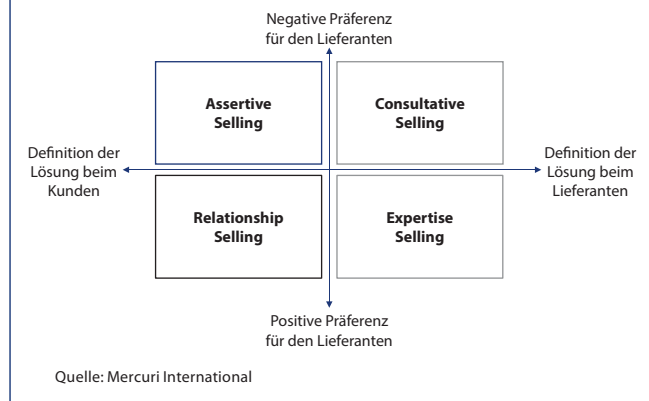 Negative Präferenz
für den Lieferanten
Assertive
Selling
Consultative
Selling
Definition der
Lösung beim
Kunden
Definition der
Lösung beim
Lieferanten
Relationship
Selling
Expertise
Selling
Positive Präferenz
für den Lieferanten
Quelle: Mercuri International